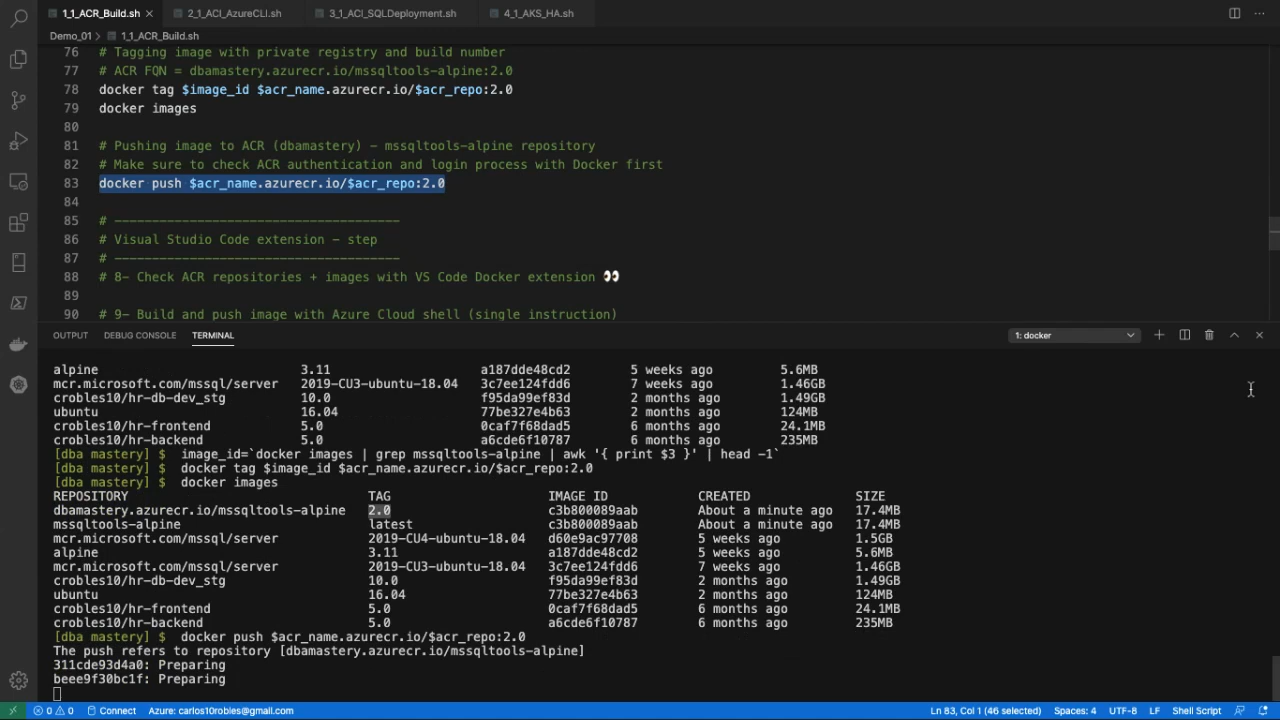 1_1_ACR_Build.sh 2_1_ACI_AzureCLI.sh 3_1_ACI_SQLDeployment.sh 4_1_AKS_HA.sh
Demo_01 1_1_ACR_Build.sh
76 # Tagging image with private registry and build number
77 # ACR FQN = dbamastery.azurecr.io/mssqltools-alpine:2.0
78 docker tag $image_id $acr_name.azurecr.io/$acr_repo:2.0
79 docker images
80
81 # Pushing image to ACR (dbamastery) - mssqltools-alpine repository
82 # Make sure to check ACR authentication and login process with Docker first
83 docker push $acr_name.azurecr.io/$acr_repo:2.0
84
85 # --------------------------------------
86 # Visual Studio Code extension - step
87 # --------------------------------------
88 # 8- Check ACR repositories + images with VS Code Docker extension 👀
89
90 # 9- Build and push image with Azure Cloud shell (single instruction)
OUTPUT DEBUG CONSOLE TERMINAL 1: docker
alpine 3.11 a187dde48cd2 5 weeks ago 5.6MB
mcr.microsoft.com/mssql/server 2019-CU3-ubuntu-18.04 3c7ee124fdd6 7 weeks ago 1.46GB
crobles10/hr-db-dev_stg 10.0 f95da99ef83d 2 months ago 1.49GB
ubuntu 16.04 77be327e4b63 2 months ago 124MB
crobles10/hr-frontend 5.0 0caf7f68dad5 6 months ago 24.1MB
crobles10/hr-backend 5.0 a6cde6f10787 6 months ago 235MB
[dba mastery] $ image_id=`docker images | grep mssqltools-alpine | awk '{ print $3 }' | head -1`
[dba mastery] $ docker tag $image_id $acr_name.azurecr.io/$acr_repo:2.0
[dba mastery] $ docker images
REPOSITORY TAG IMAGE ID CREATED SIZE
dbamastery.azurecr.io/mssqltools-alpine 2.0 c3b800089aab About a minute ago 17.4MB
mssqltools-alpine latest c3b800089aab About a minute ago 17.4MB
mcr.microsoft.com/mssql/server 2019-CU4-ubuntu-18.04 d60e9ac97708 5 weeks ago 1.5GB
alpine 3.11 a187dde48cd2 5 weeks ago 5.6MB
mcr.microsoft.com/mssql/server 2019-CU3-ubuntu-18.04 3c7ee124fdd6 7 weeks ago 1.46GB
crobles10/hr-db-dev_stg 10.0 f95da99ef83d 2 months ago 1.49GB
ubuntu 16.04 77be327e4b63 2 months ago 124MB
crobles10/hr-frontend 5.0 0caf7f68dad5 6 months ago 24.1MB
crobles10/hr-backend 5.0 a6cde6f10787 6 months ago 235MB
[dba mastery] $ docker push $acr_name.azurecr.io/$acr_repo:2.0
The push refers to repository [dbamastery.azurecr.io/mssqltools-alpine]
311cde93d4a0: Preparing
beee9f30bc1f: Preparing
0 0 Connect Azure: carlos10robles@gmail.com Ln 83, Col 1 (46 selected) Spaces: 4 UTF-8 LF Shell Script